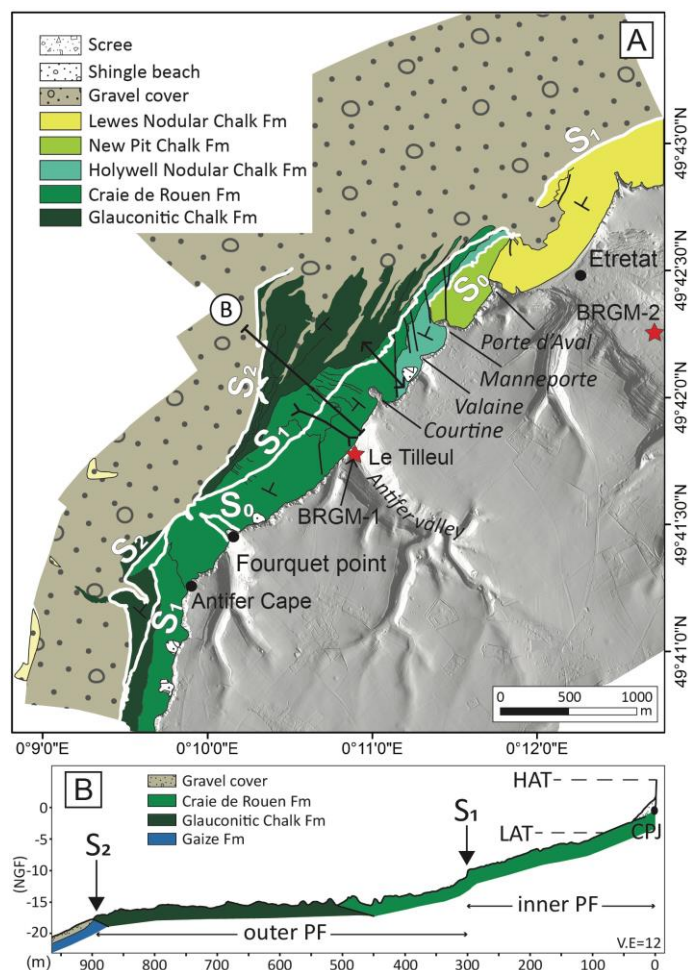 A
Scree
Shingle beach
Gravel cover
Lewes Nodular Chalk Fm
New Pit Chalk Fm
Holywell Nodular Chalk Fm
Craie de Rouen Fm
Glauconitic Chalk Fm
S1
49°43'0"N
Etretat
49°42'30"N
S0
BRGM-2
B
Porte d'Aval
Manneporte
S2
Valaine
49°42'0"N
Courtine
S1
Le Tilleul
BRGM-1
Antifer valley
S0
49°41'30"N
S2
Fourquet point
S1
Antifer Cape
49°41'0"N
0 500 1000
m
0°9'0"E 0°10'0"E 0°11'0"E 0°12'0"E
B
Gravel cover
Craie de Rouen Fm
Glauconitic Chalk Fm
Gaize Fm
HAT
S1
LAT
CPJ
S2
(NGF)
0
-5
-10
-15
-20
inner PF
outer PF
V.E=12
(m) 900 800 700 600 500 400 300 200 100 0